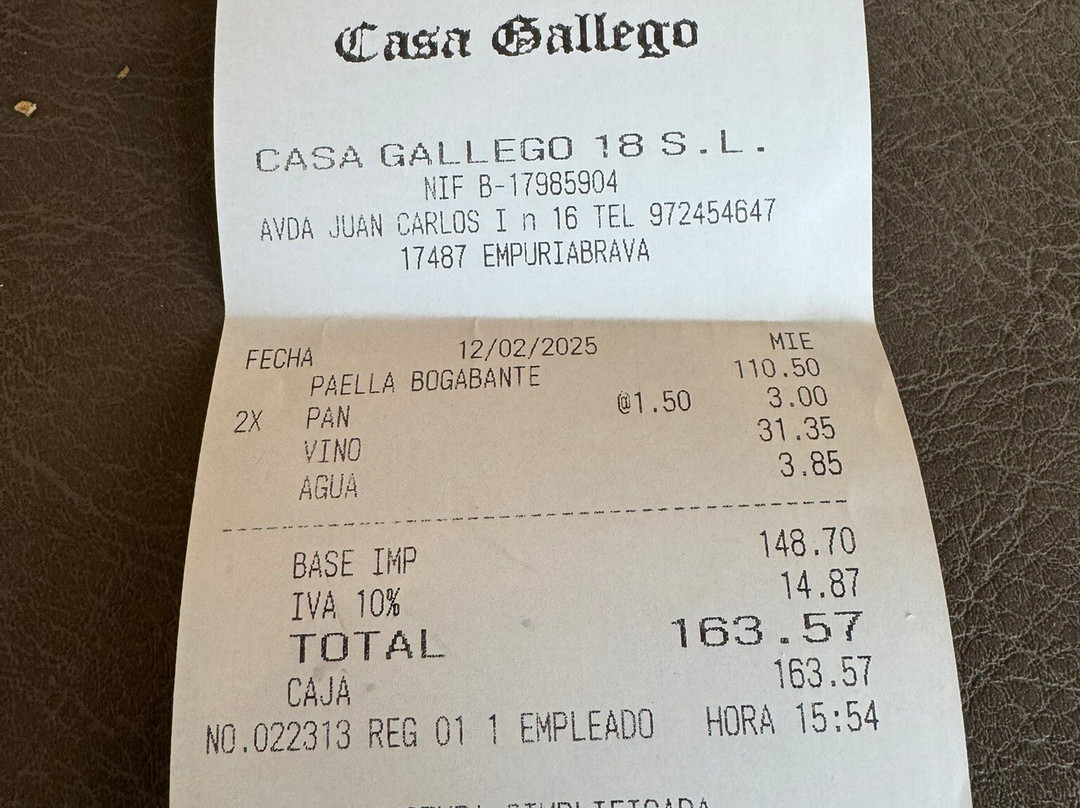 Casa Gallego
CASA GALLEGO 18 S.L.
NIF B-17985904
AVDA JUAN CARLOS I n 16 TEL 972454647
17487 EMPURIABRAVA
FECHA 12/02/2025 MIE
PAELLA BOGABANTE 110.50
2X PAN @1.50 3.00
VINO 31.35
AGUA 3.85
BASE IMP 148.70
IVA 10% 14.87
TOTAL 163.57
CAJA 163.57
NO.022313 REG 01 1 EMPLEADO HORA 15:54